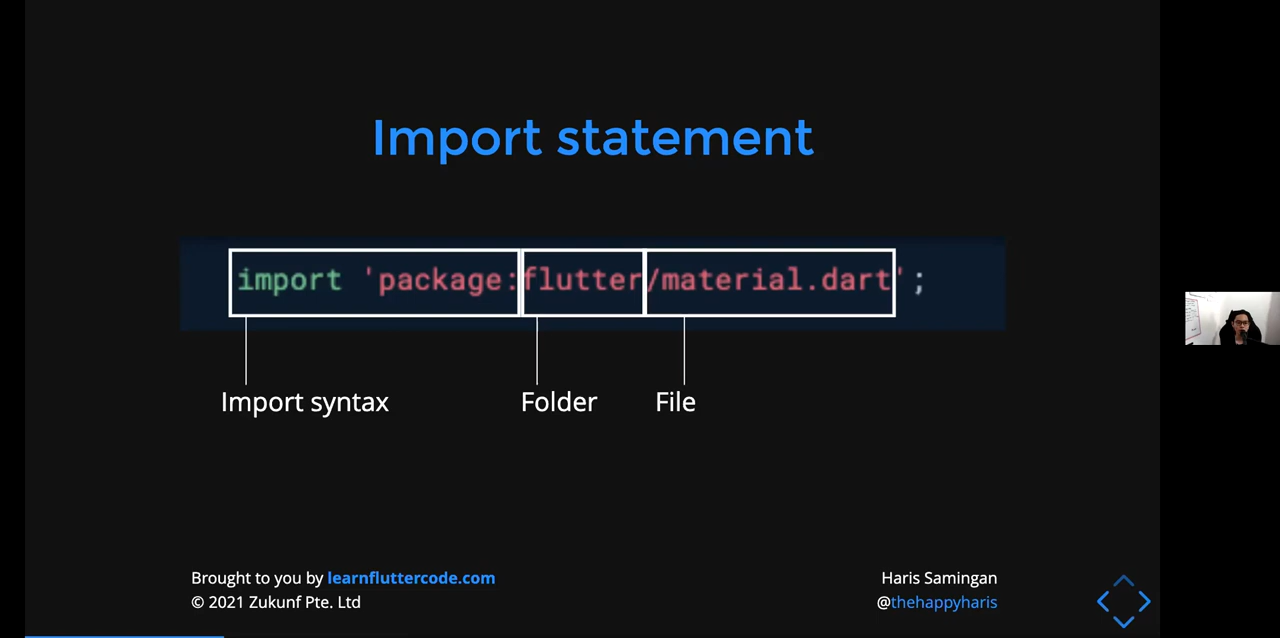 Import statement
import 'package:flutter/material.dart';
Import syntax Folder File
Brought to you by learnfluttercode.com
© 2021 Zukunf Pte. Ltd
Haris Samingan
@thehappyharis